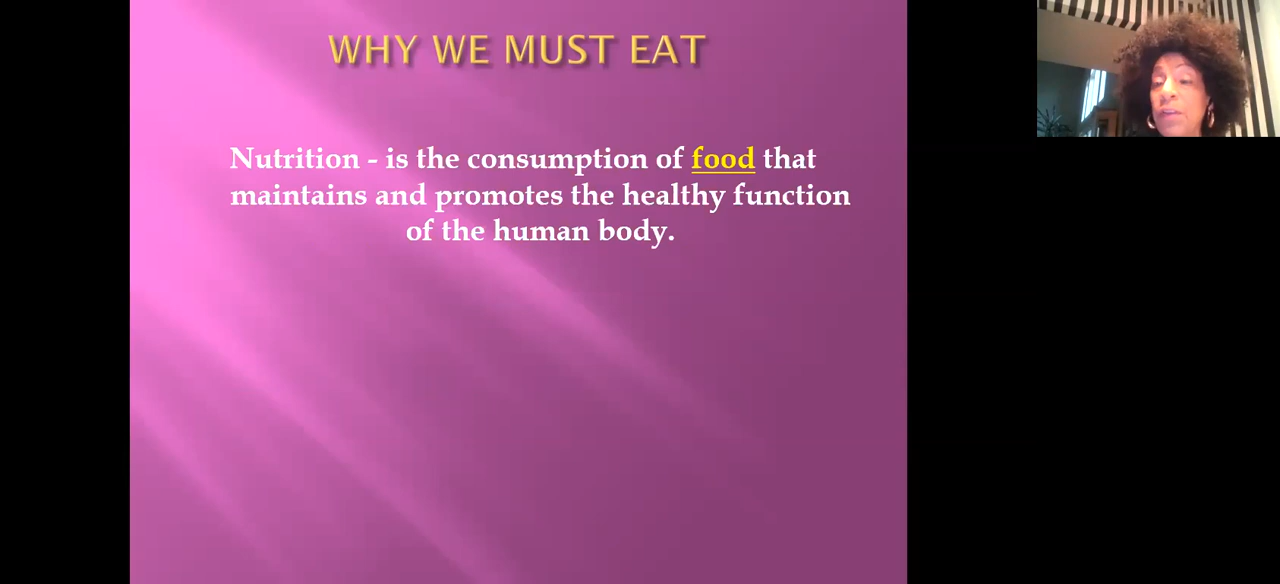 WHY WE MUST EAT
Nutrition - is the consumption of food that
maintains and promotes the healthy function
of the human body.